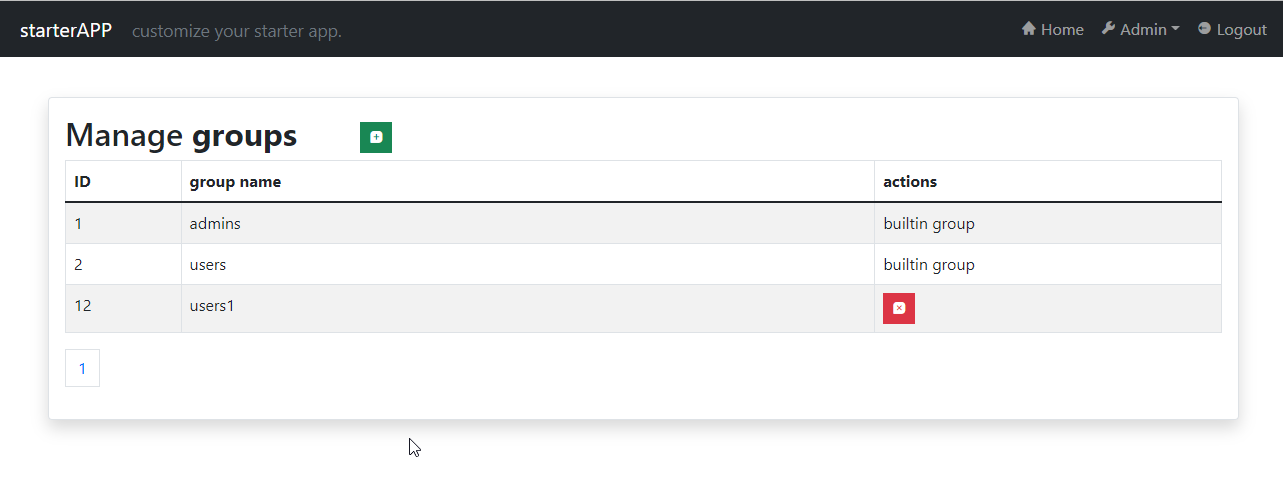 starterAPP customize your starter app. Home Admin Logout
Manage groups
ID group name actions
1 admins builtin group
2 users builtin group
12 users1
1